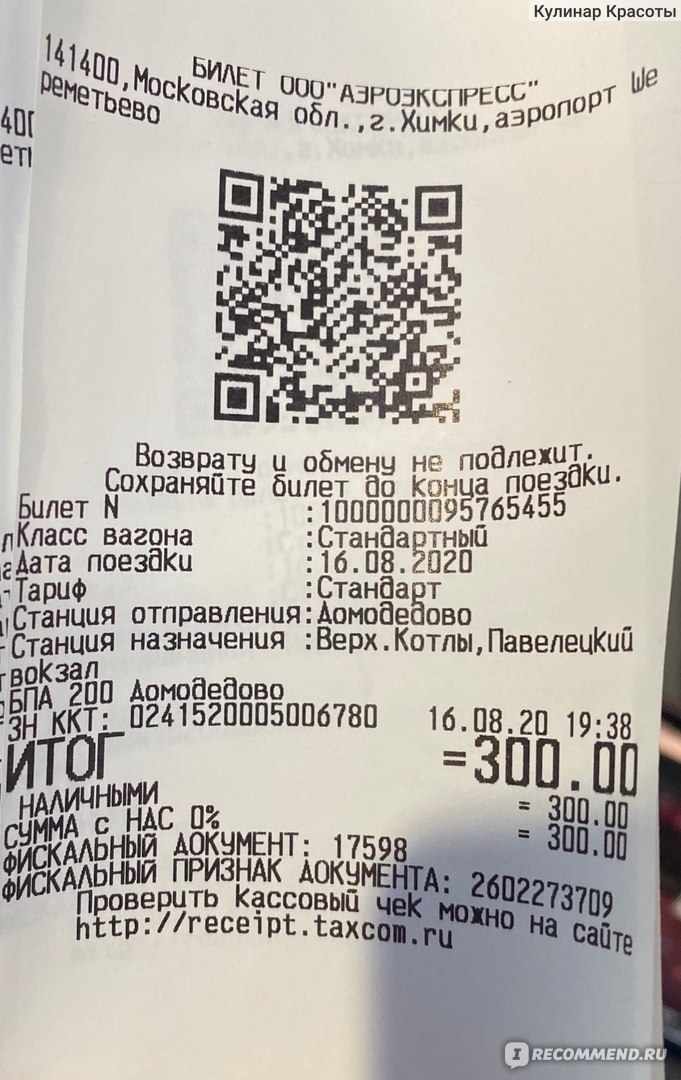 Кулинар Красоты
БИЛЕТ ООО"АЭРОЭКСПРЕСС"
141400,Московская обл.,г.Химки,аэропорт Ше
реметьево
Возврату и обмену не подлежит.
Сохраняйте билет до конца поездки.
Билет N :1000000095765455
Класс вагона :Стандартный
Дата поездки :16.08.2020
Тариф :Стандарт
Станция отправления:Домодедово
Станция назначения :Верх.Котлы,Павелецкий
вокзал
БПА 200 Домодедово
ЗН ККТ: 0241520005006780 16.08.20 19:38
ИТОГ =300.00
НАЛИЧНЫМИ = 300.00
СУММА С НДС 0% = 300.00
ФИСКАЛЬНЫЙ ДОКУМЕНТ: 17598
ФИСКАЛЬНЫЙ ПРИЗНАК ДОКУМЕНТА: 2602273709
Проверить кассовый чек можно на сайте
http://receipt.taxcom.ru
IRECOMMEND.RU